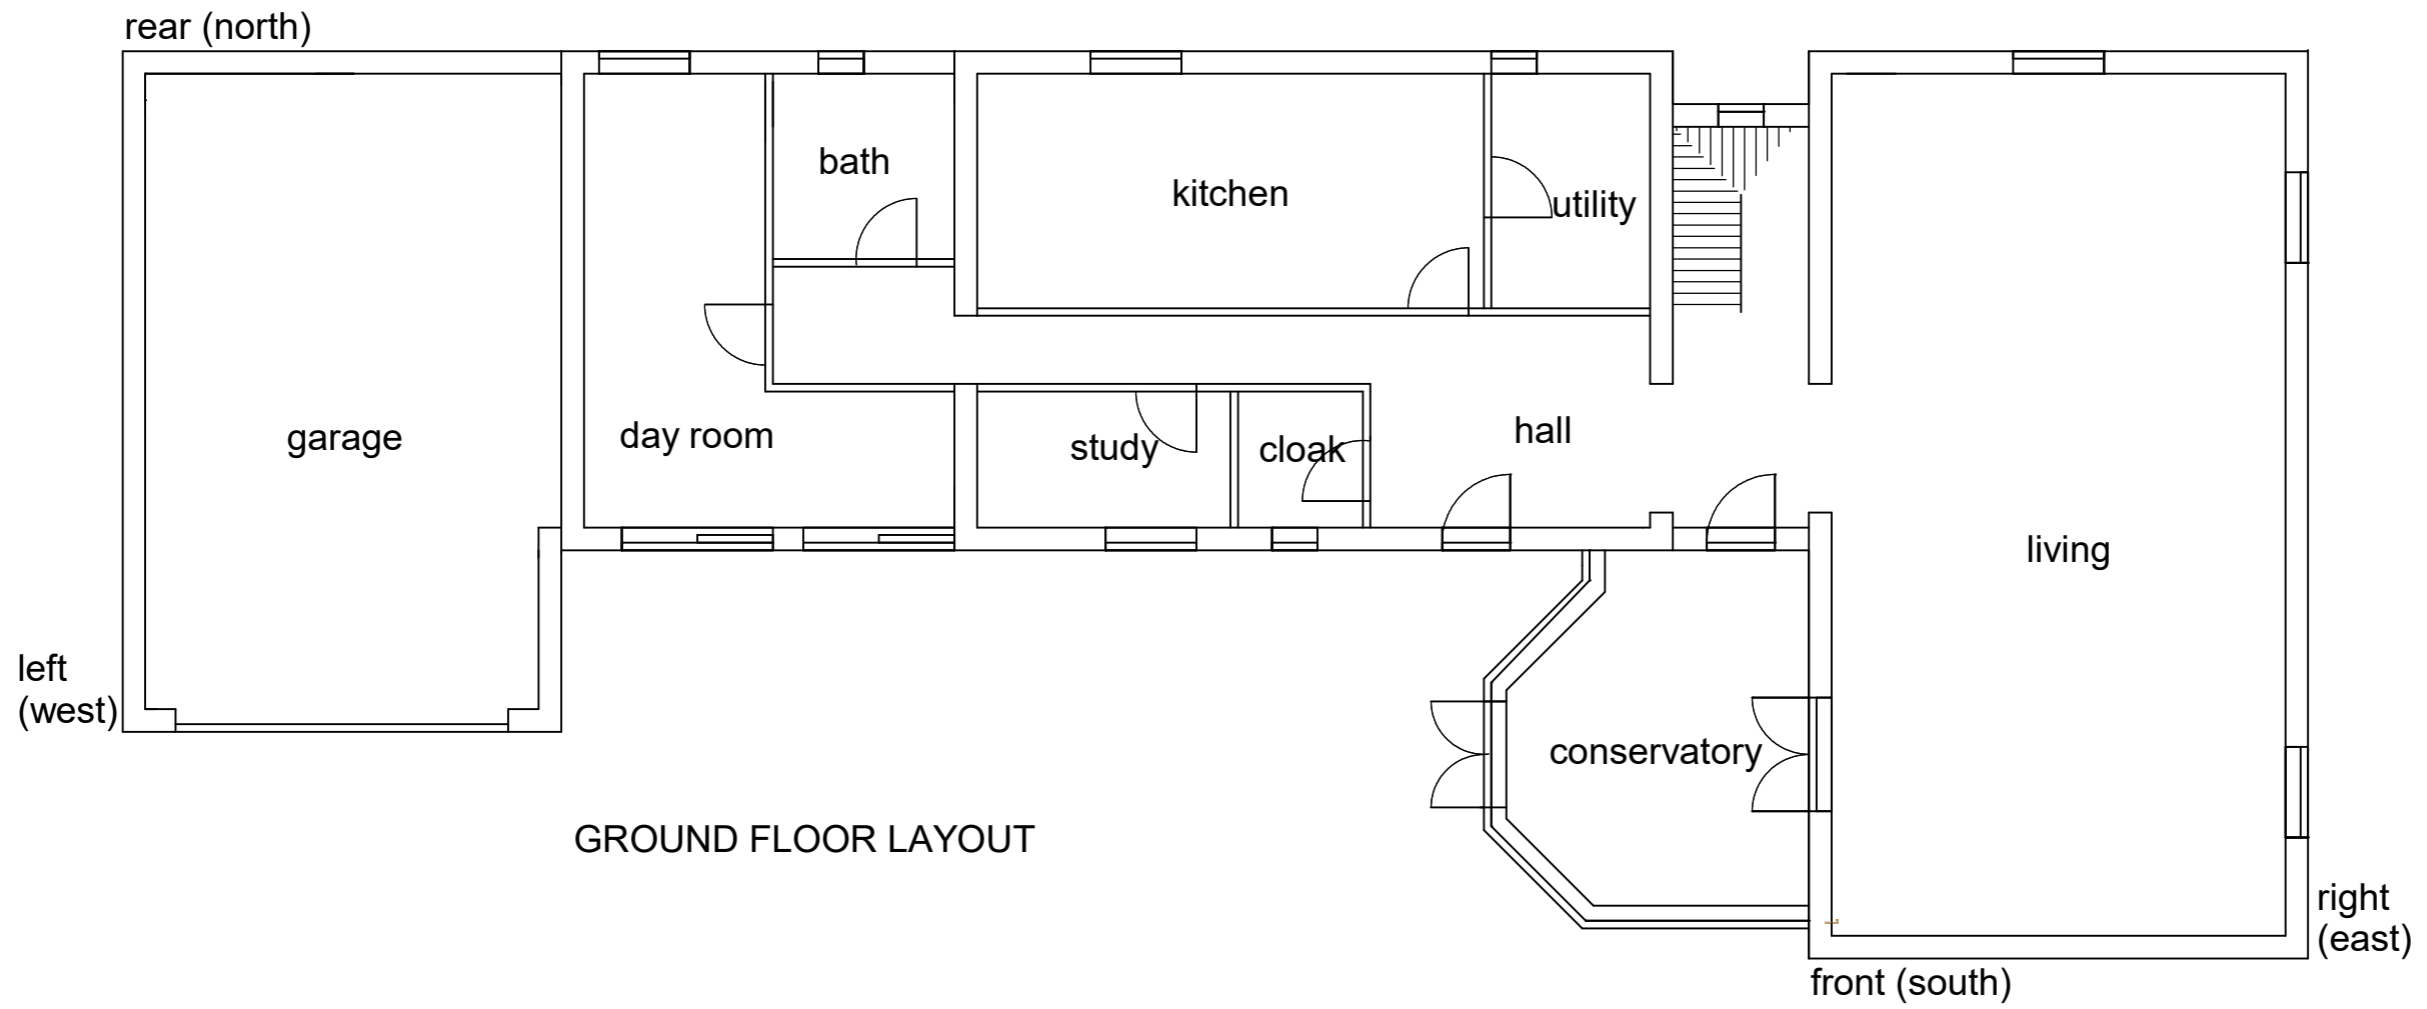 rear (north)
bath
kitchen
utility
garage
day room
study
cloak
hall
living
left
(west)
conservatory
GROUND FLOOR LAYOUT
right
(east)
front (south)